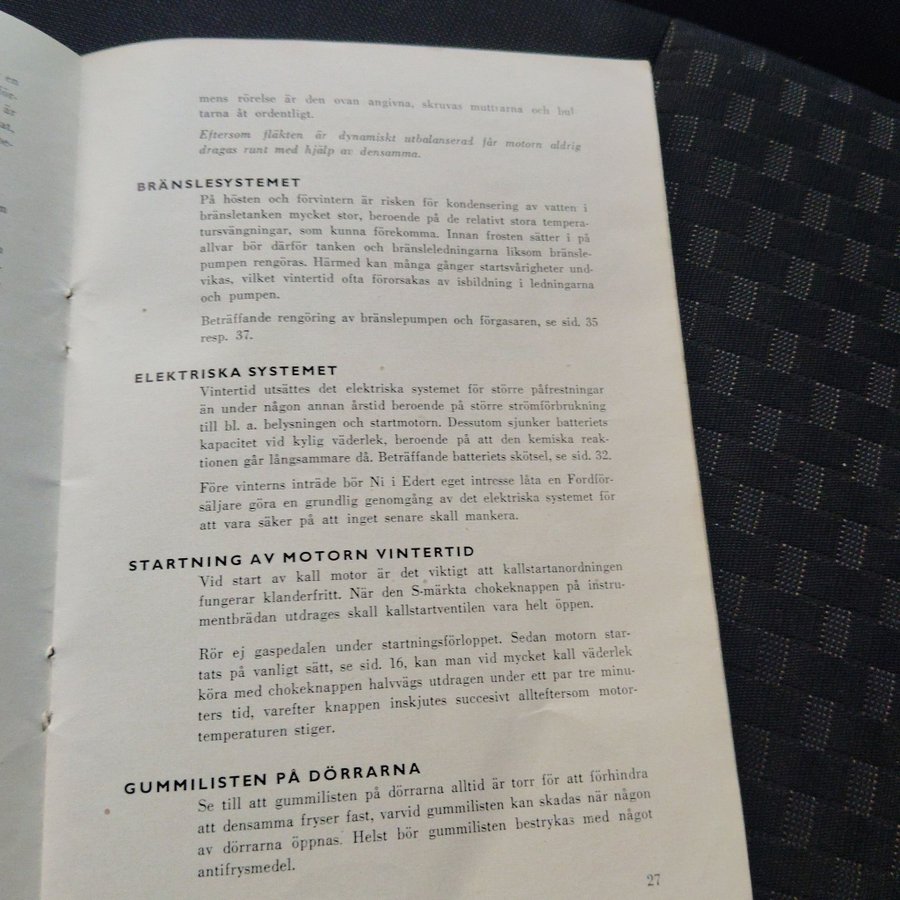 en
för-
är
at,
be-
n
mens rörelse är den ovan angivna, skruvas muttrarna och bul-
tarna åt ordentligt.
Eftersom fläkten är dynamiskt utbalanserad får motorn aldrig
dragas runt med hjälp av densamma.
BRÄNSLESYSTEMET
På hösten och förvintern är risken för kondensering av vatten i
bränsletanken mycket stor, beroende på de relativt stora tempera-
tursvängningar, som kunna förekomma. Innan frosten sätter i på
allvar bör därför tanken och bränsleledningarna liksom bränsle-
pumpen rengöras. Härmed kan många gånger startsvårigheter und-
vikas, vilket vintertid ofta förorsakas av isbildning i ledningarna
och pumpen.
Beträffande rengöring av bränslepumpen och förgasaren, se sid. 35
resp. 37.
ELEKTRISKA SYSTEMET
Vintertid utsättes det elektriska systemet för större påfrestningar
än under någon annan årstid beroende på större strömförbrukning
till bl. a. belysningen och startmotorn. Dessutom sjunker batteriets
kapacitet vid kylig väderlek, beroende på att den kemiska reak-
tionen går långsammare då. Beträffande batteriets skötsel, se sid. 32.
Före vinterns inträde bör Ni i Edert eget intresse låta en Fordför-
säljare göra en grundlig genomgång av det elektriska systemet för
att vara säker på att inget senare skall mankera.
STARTNING AV MOTORN VINTERTID
Vid start av kall motor är det viktigt att kallstartanordningen
fungerar klanderfritt. När den S-märkta chokeknappen på instru-
mentbrädan utdrages skall kallstartventilen vara helt öppen.
Rör ej gaspedalen under startningsförloppet. Sedan motorn star-
tats på vanligt sätt, se sid. 16, kan man vid mycket kall väderlek
köra med chokeknappen halvvägs utdragen under ett par tre minu-
ters tid, varefter knappen inskjutes succesivt allteftersom motor-
temperaturen stiger.
GUMMILISTEN PÅ DÖRRARNA
Se till att gummilisten på dörrarna alltid är torr för att förhindra
att densamma fryser fast, varvid gummilisten kan skadas när någon
av dörrarna öppnas. Helst bör gummilisten bestrykas med något
antifrysmedel.
27